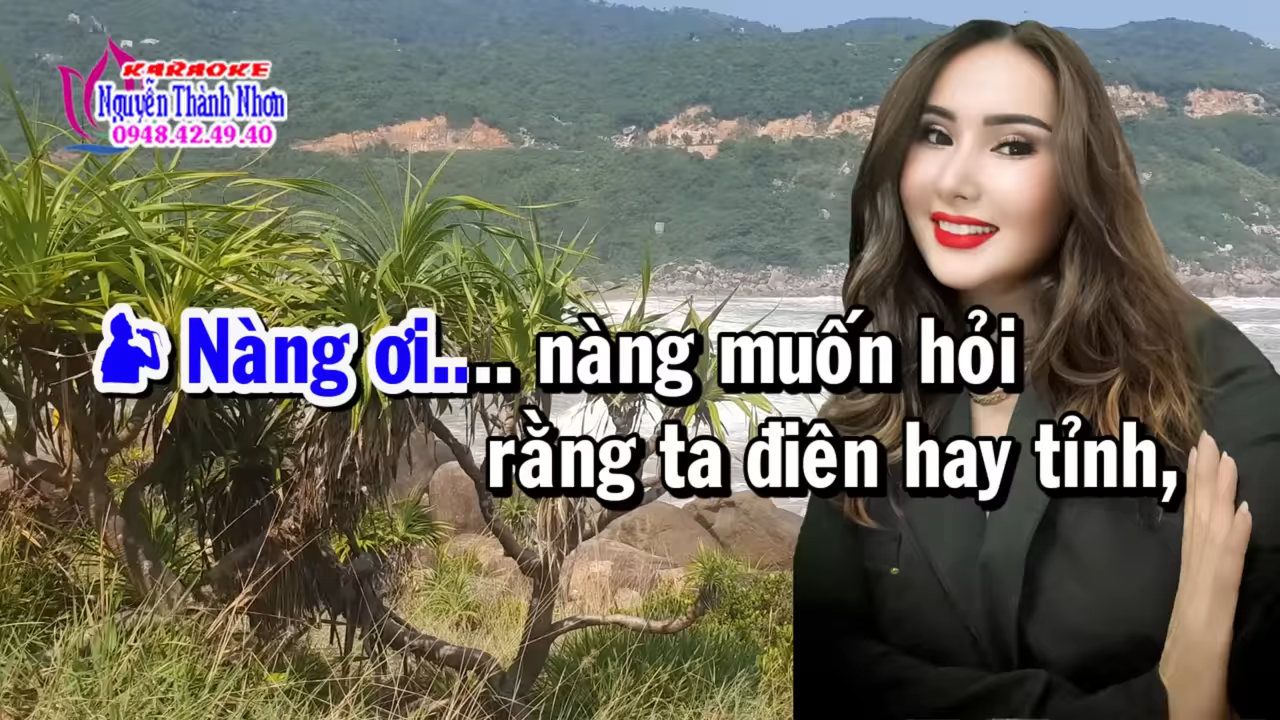 KARAOKE
Nguyễn Thành Nhơn
0948.42.49.40
Nàng ơi.... nàng muốn hỏi
rằng ta điên hay tỉnh,